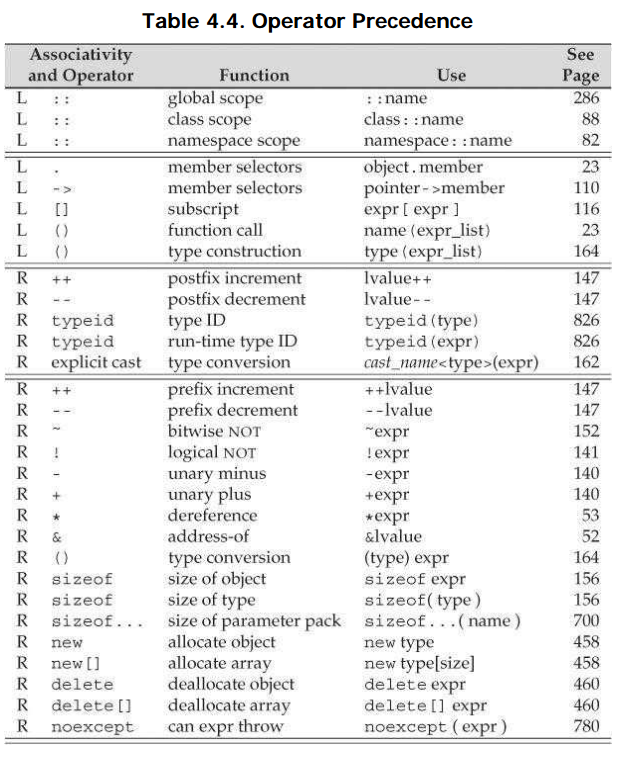 Table 4.4. Operator Precedence
Associativity See
and Operator Function Use Page
L :: global scope ::name 286
L :: class scope class::name 88
L :: namespace scope namespace::name 82
L . member selectors object.member 23
L -> member selectors pointer->member 110
L [] subscript expr[ expr ] 116
L () function call name(expr_list) 23
L () type construction type(expr_list) 164
R ++ postfix increment lvalue++ 147
R -- postfix decrement lvalue-- 147
R typeid type ID typeid(type) 826
R typeid run-time type ID typeid(expr) 826
R explicit cast type conversion cast_name<type>(expr) 162
R ++ prefix increment ++lvalue 147
R -- prefix decrement --lvalue 147
R ~ bitwise NOT ~expr 152
R ! logical NOT !expr 141
R - unary minus -expr 140
R + unary plus +expr 140
R * dereference *expr 53
R & address-of &lvalue 52
R () type conversion (type) expr 164
R sizeof size of object sizeof expr 156
R sizeof size of type sizeof( type ) 156
R sizeof... size of parameter pack sizeof...( name ) 700
R new allocate object new type 458
R new[] allocate array new type[size] 458
R delete deallocate object delete expr 460
R delete[] deallocate array delete[] expr 460
R noexcept can expr throw noexcept ( expr ) 780